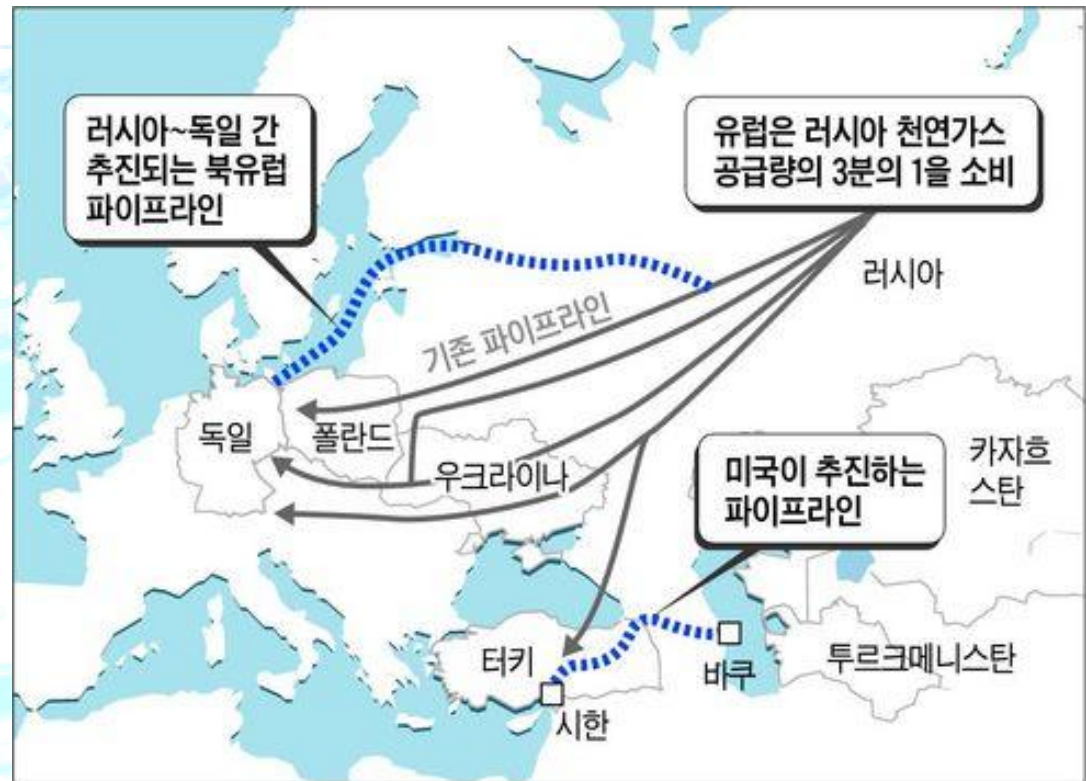 러시아~독일 간
추진되는 북유럽
파이프라인
유럽은 러시아 천연가스
공급량의 3분의 1을 소비
러시아
기존 파이프라인
독일
폴란드
우크라이나
카자흐
스탄
미국이 추진하는
파이프라인
터키
바쿠
투르크메니스탄
시한